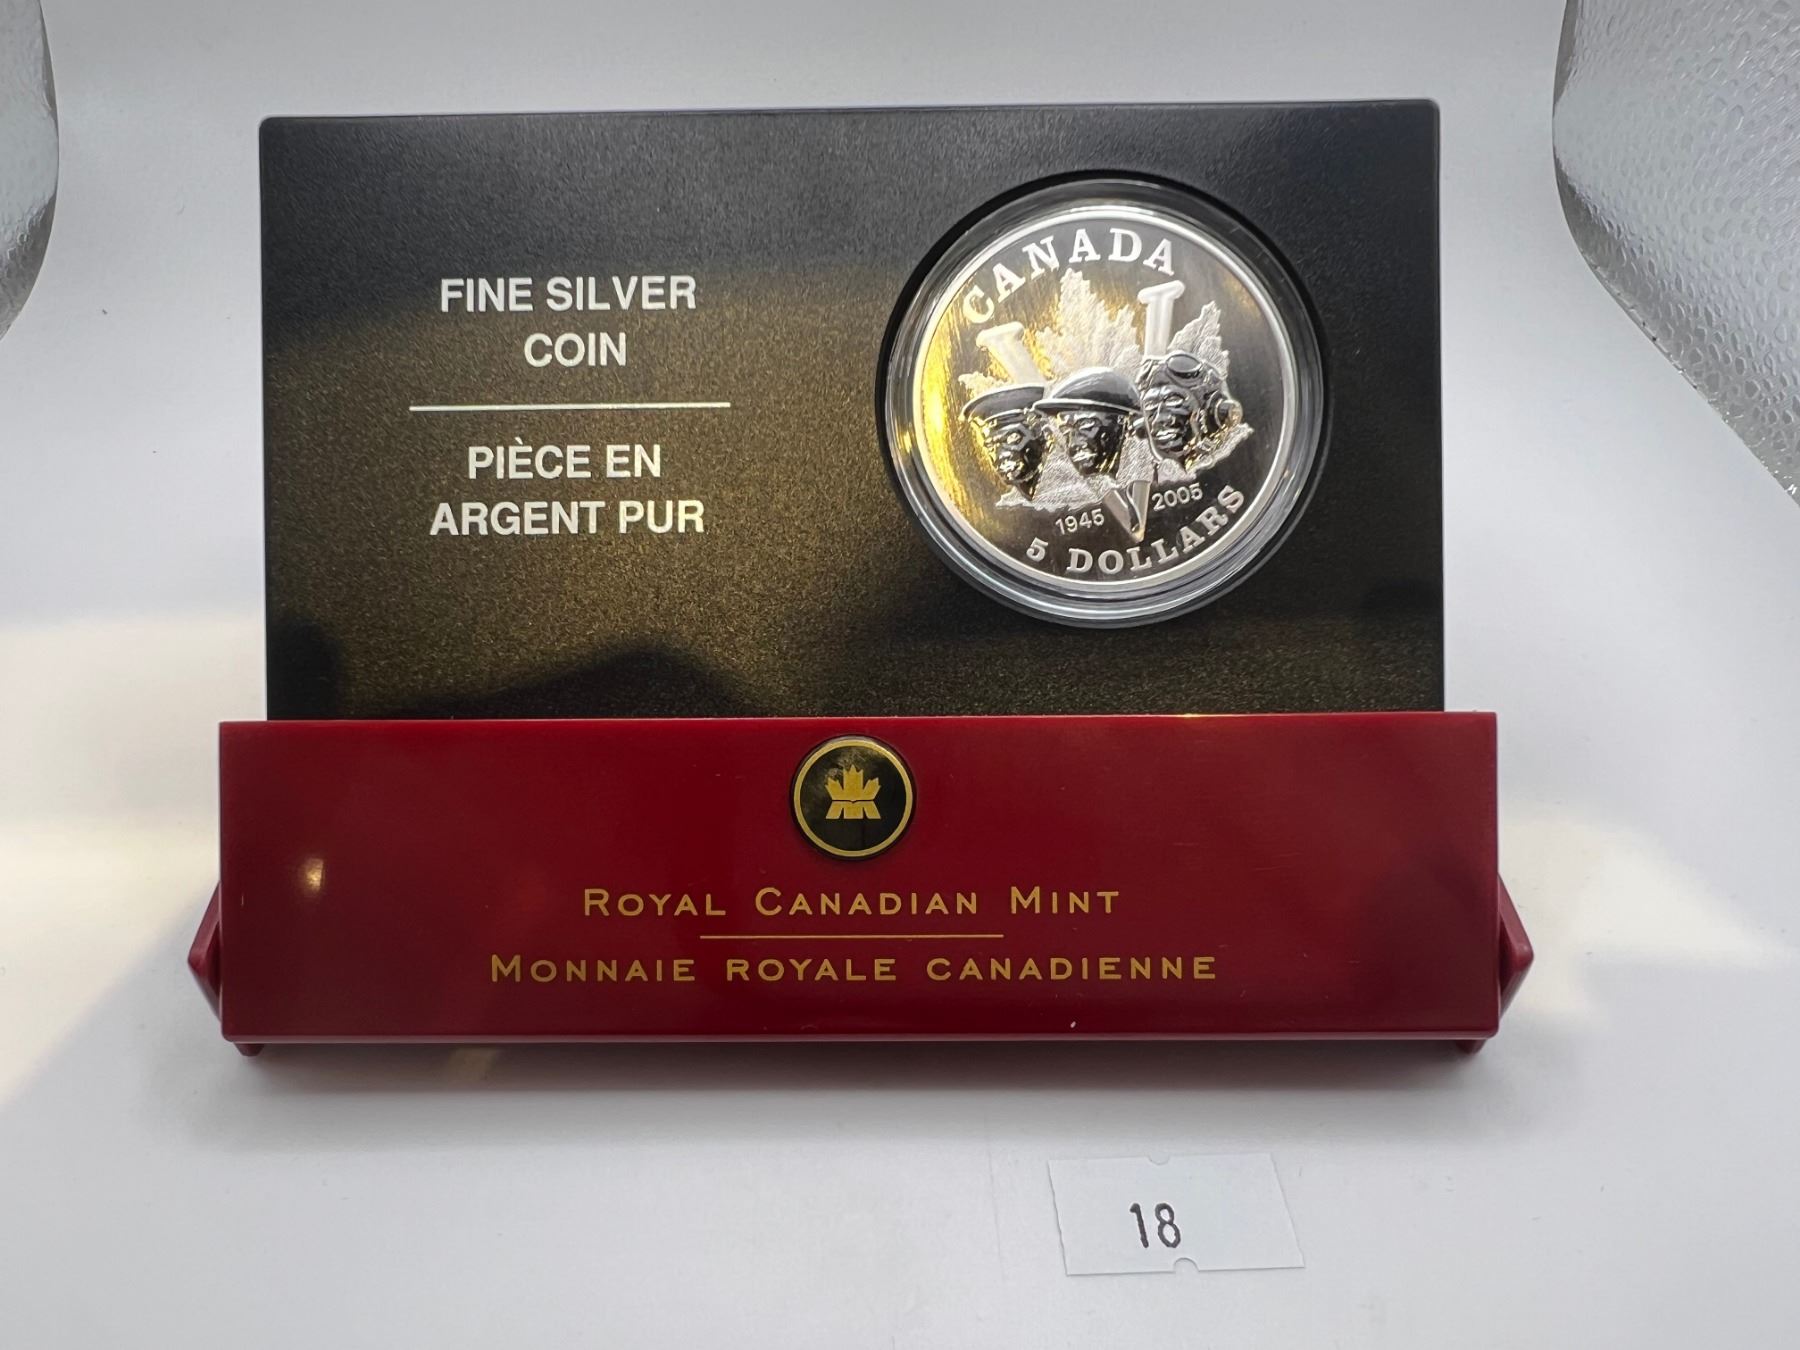 FINE SILVER
COIN
PIÈCE EN
ARGENT PUR
CANADA
1945 2005
5 DOLLARS
ROYAL CANADIAN MINT
MONNAIE ROYALE CANADIENNE
18